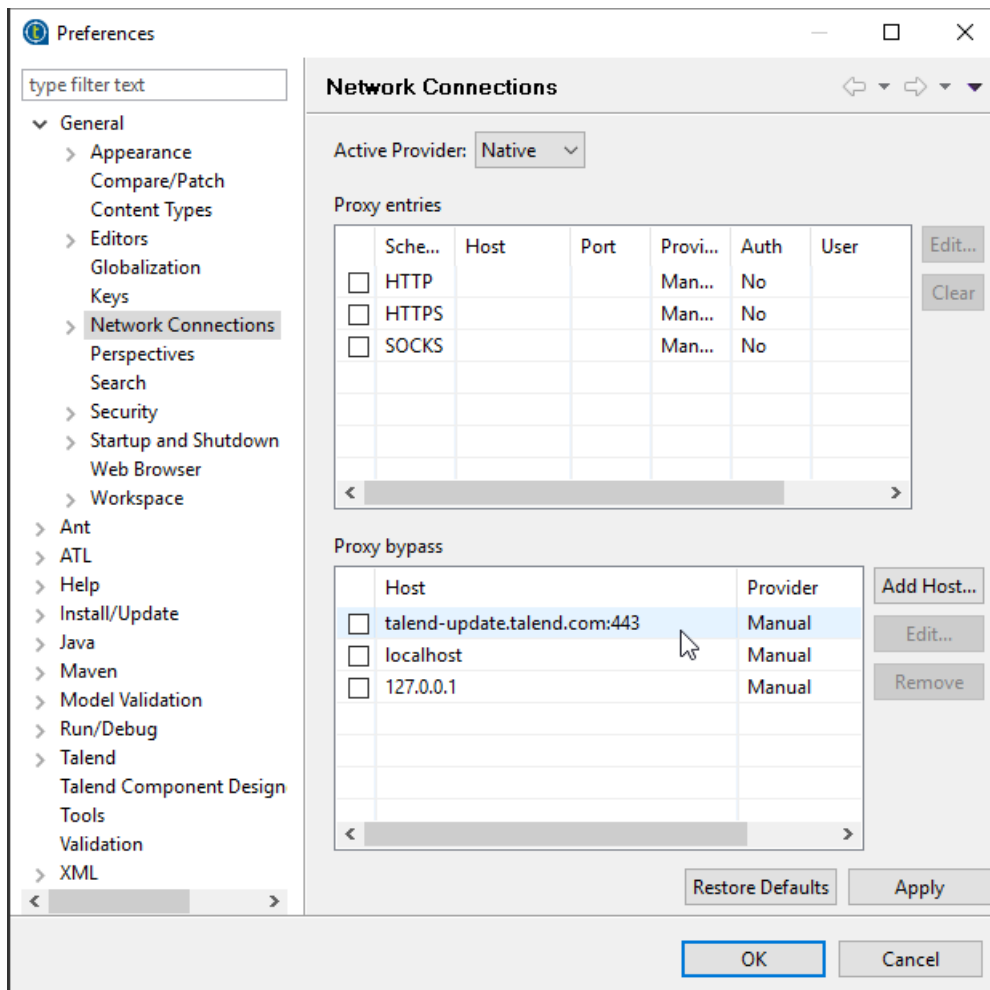 Preferences
type filter text
General
Appearance
Compare/Patch
Content Types
Editors
Globalization
Keys
Network Connections
Perspectives
Search
Security
Startup and Shutdown
Web Browser
Workspace
Ant
ATL
Help
Install/Update
Java
Maven
Model Validation
Run/Debug
Talend
Talend Component Design
Tools
Validation
XML
Network Connections
Active Provider: Native
Proxy entries
Sche... Host Port Provi... Auth User
HTTP Man... No
HTTPS Man... No
SOCKS Man... No
Edit...
Clear
Proxy bypass
Host Provider
talend-update.talend.com:443 Manual
localhost Manual
127.0.0.1 Manual
Add Host...
Edit...
Remove
Restore Defaults Apply
OK Cancel